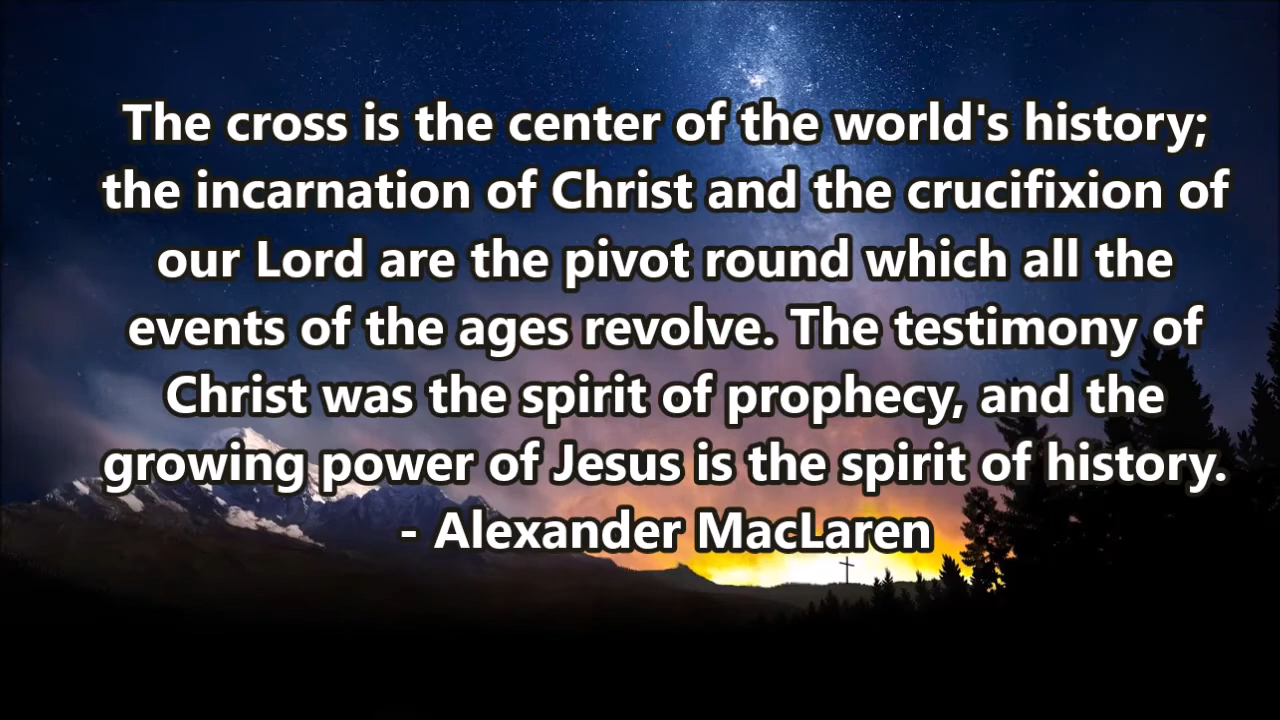 The cross is the center of the world's history;
the incarnation of Christ and the crucifixion of
our Lord are the pivot round which all the
events of the ages revolve. The testimony of
Christ was the spirit of prophecy, and the
growing power of Jesus is the spirit of history.
- Alexander MacLaren